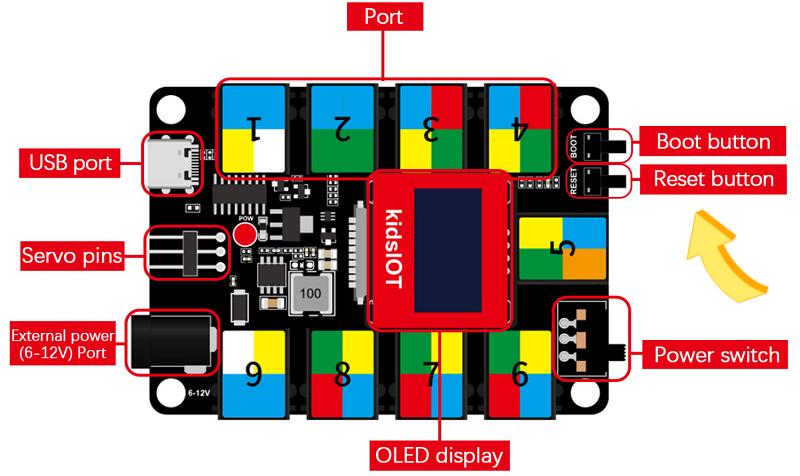 Port
1
2
3
4
BOOT
Boot button
USB port
RESET
Reset button
POW
kidsIOT
5
Servo pins
100
External power
(6-12V) Port
Power switch
9
8
7
6
6-12V
OLED display